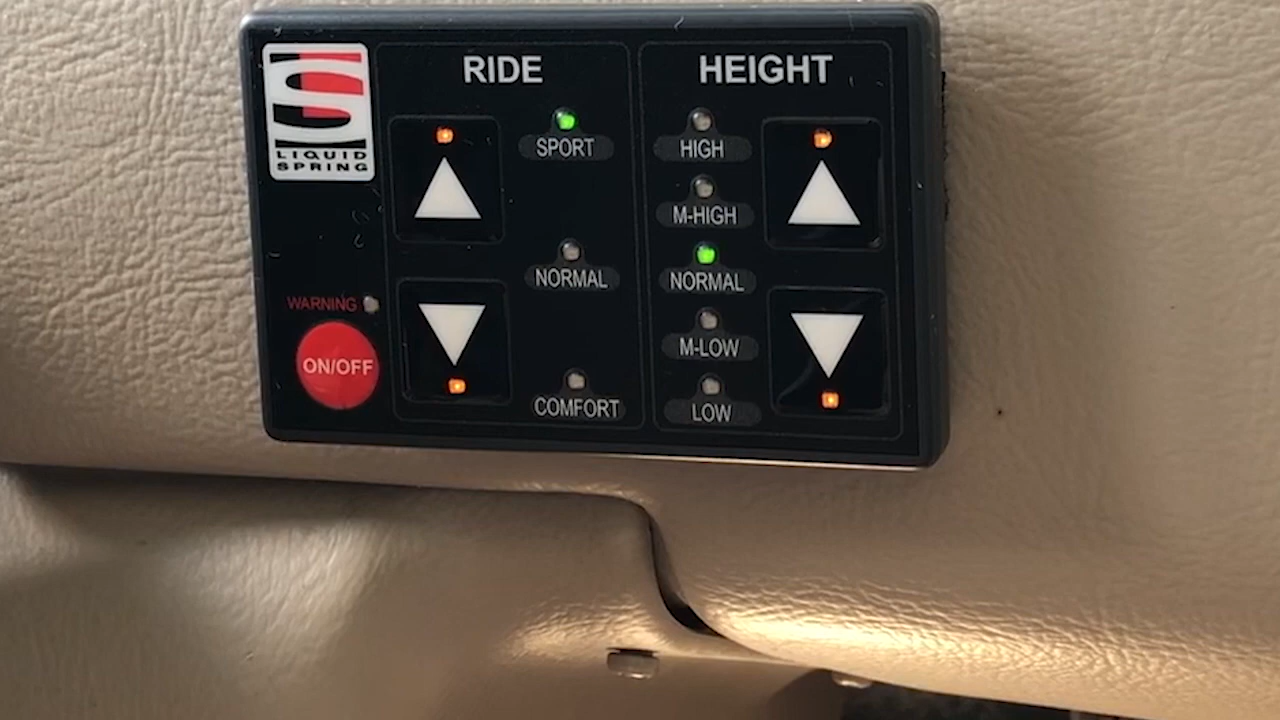 LIQUID
SPRING
RIDE
SPORT
NORMAL
COMFORT
WARNING
ON/OFF
HEIGHT
HIGH
M-HIGH
NORMAL
M-LOW
LOW